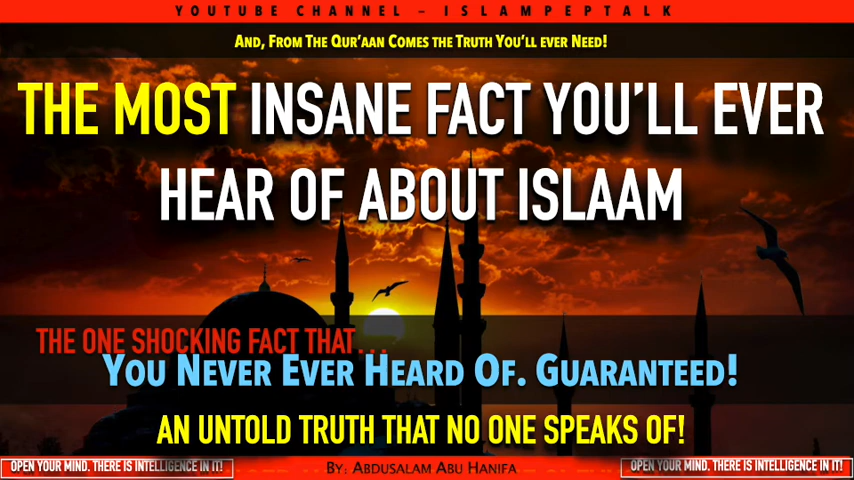 YOUTUBE CHANNEL - ISLAMPEPTALK
AND, FROM THE QUR'AAN COMES THE TRUTH YOU'LL EVER NEED!
THE MOST INSANE FACT YOU'LL EVER
HEAR OF ABOUT ISLAAM
THE ONE SHOCKING FACT THAT...
YOU NEVER EVER HEARD OF. GUARANTEED!
AN UNTOLD TRUTH THAT NO ONE SPEAKS OF!
OPEN YOUR MIND. THERE IS INTELLIGENCE IN IT!
BY: ABDUSALAM ABU HANIFA
OPEN YOUR MIND. THERE IS INTELLIGENCE IN IT!